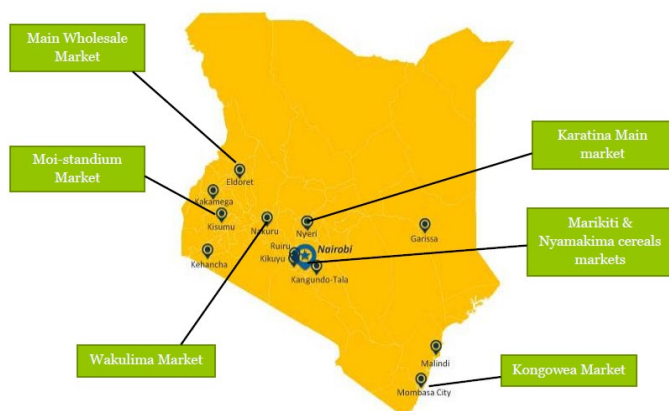 Main Wholesale
Market
Moi-standium
Market
Karatina Main
market
Marikiti &
Nyamakima cereals
markets
Wakulima Market
Kongowea Market
Eldoret
Kakamega
Kisumu
Nakuru
Nyeri
Garissa
Ruiru
Nairobi
Kehancha
Kikuyu
Kangundo-Tala
Malindi
Mombasa City